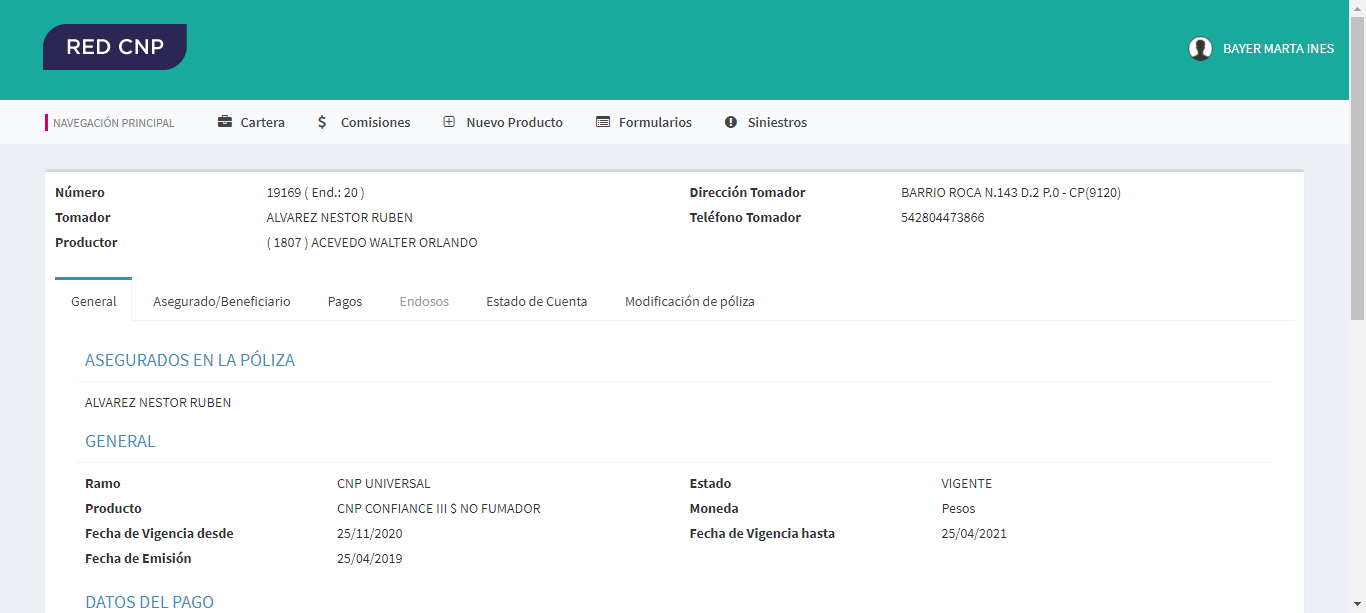 RED CNP
BAYER MARTA INES
NAVEGACIÓN PRINCIPAL Cartera Comisiones Nuevo Producto Formularios Siniestros
Número 19169 ( End.: 20 ) Dirección Tomador BARRIO ROCA N.143 D.2 P.0 - CP(9120)
Tomador ALVAREZ NESTOR RUBEN Teléfono Tomador 542804473866
Productor ( 1807 ) ACEVEDO WALTER ORLANDO
General Asegurado/Beneficiario Pagos Endosos Estado de Cuenta Modificación de póliza
ASEGURADOS EN LA PÓLIZA
ALVAREZ NESTOR RUBEN
GENERAL
Ramo CNP UNIVERSAL Estado VIGENTE
Producto CNP CONFIANCE III $ NO FUMADOR Moneda Pesos
Fecha de Vigencia desde 25/11/2020 Fecha de Vigencia hasta 25/04/2021
Fecha de Emisión 25/04/2019
DATOS DEL PAGO